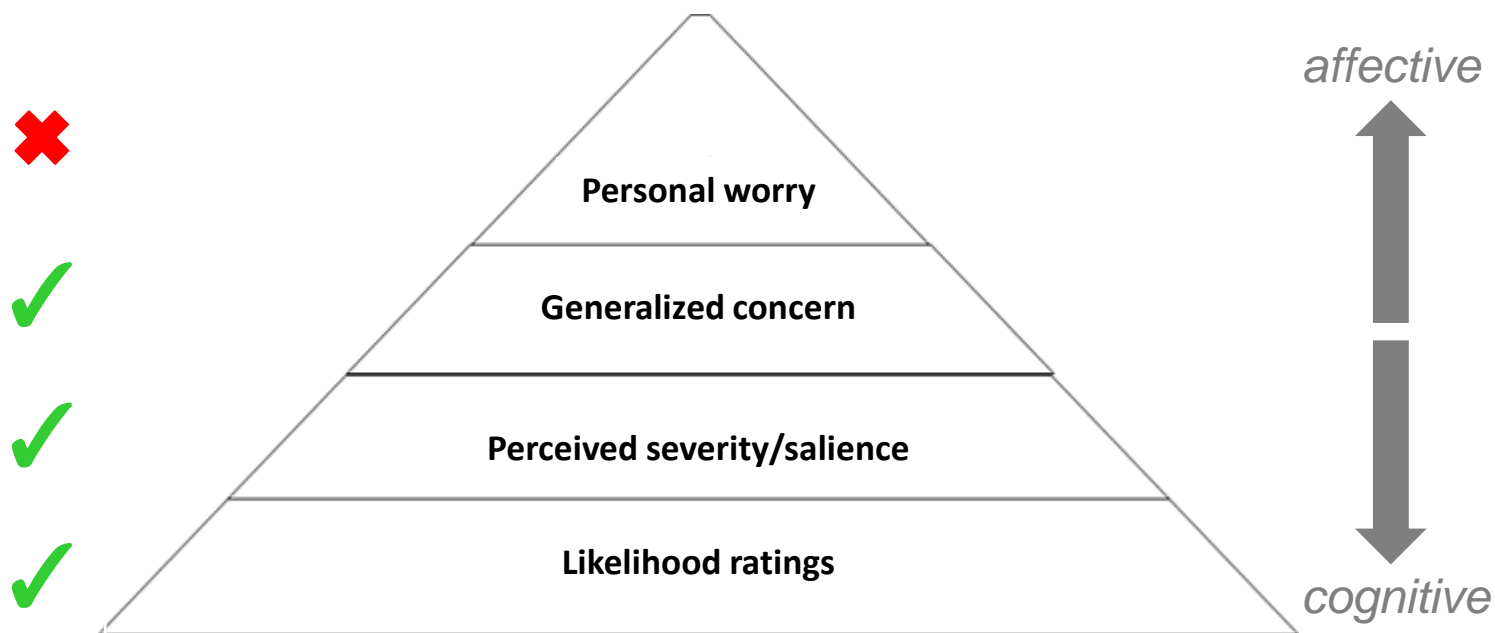 affective
Personal worry
Generalized concern
Perceived severity/salience
Likelihood ratings
cognitive